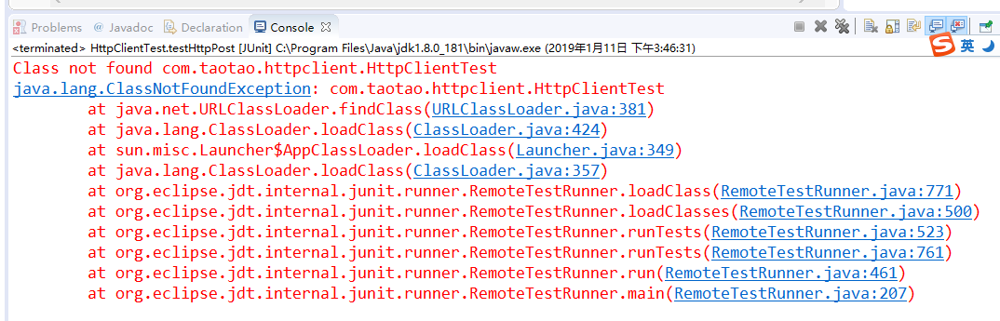 Problems @ Javadoc Declaration Console
<terminated> HttpClientTest.testHttpPost [JUnit] C:\Program Files\Java\jdk1.8.0_181\bin\javaw.exe (2019年1月11日 下午3:46:31)
S 英
Class not found com.taotao.httpclient.HttpClientTest
java.lang.ClassNotFoundException: com.taotao.httpclient.HttpClientTest
at java.net.URLClassLoader.findClass(URLClassLoader.java:381)
at java.lang.ClassLoader.loadClass(ClassLoader.java:424)
at sun.misc.Launcher$AppClassLoader.loadClass(Launcher.java:349)
at java.lang.ClassLoader.loadClass(ClassLoader.java:357)
at org.eclipse.jdt.internal.junit.runner.RemoteTestRunner.loadClass(RemoteTestRunner.java:771)
at org.eclipse.jdt.internal.junit.runner.RemoteTestRunner.loadClasses(RemoteTestRunner.java:500)
at org.eclipse.jdt.internal.junit.runner.RemoteTestRunner.runTests(RemoteTestRunner.java:523)
at org.eclipse.jdt.internal.junit.runner.RemoteTestRunner.runTests(RemoteTestRunner.java:761)
at org.eclipse.jdt.internal.junit.runner.RemoteTestRunner.run(RemoteTestRunner.java:461)
at org.eclipse.jdt.internal.junit.runner.RemoteTestRunner.main(RemoteTestRunner.java:207)